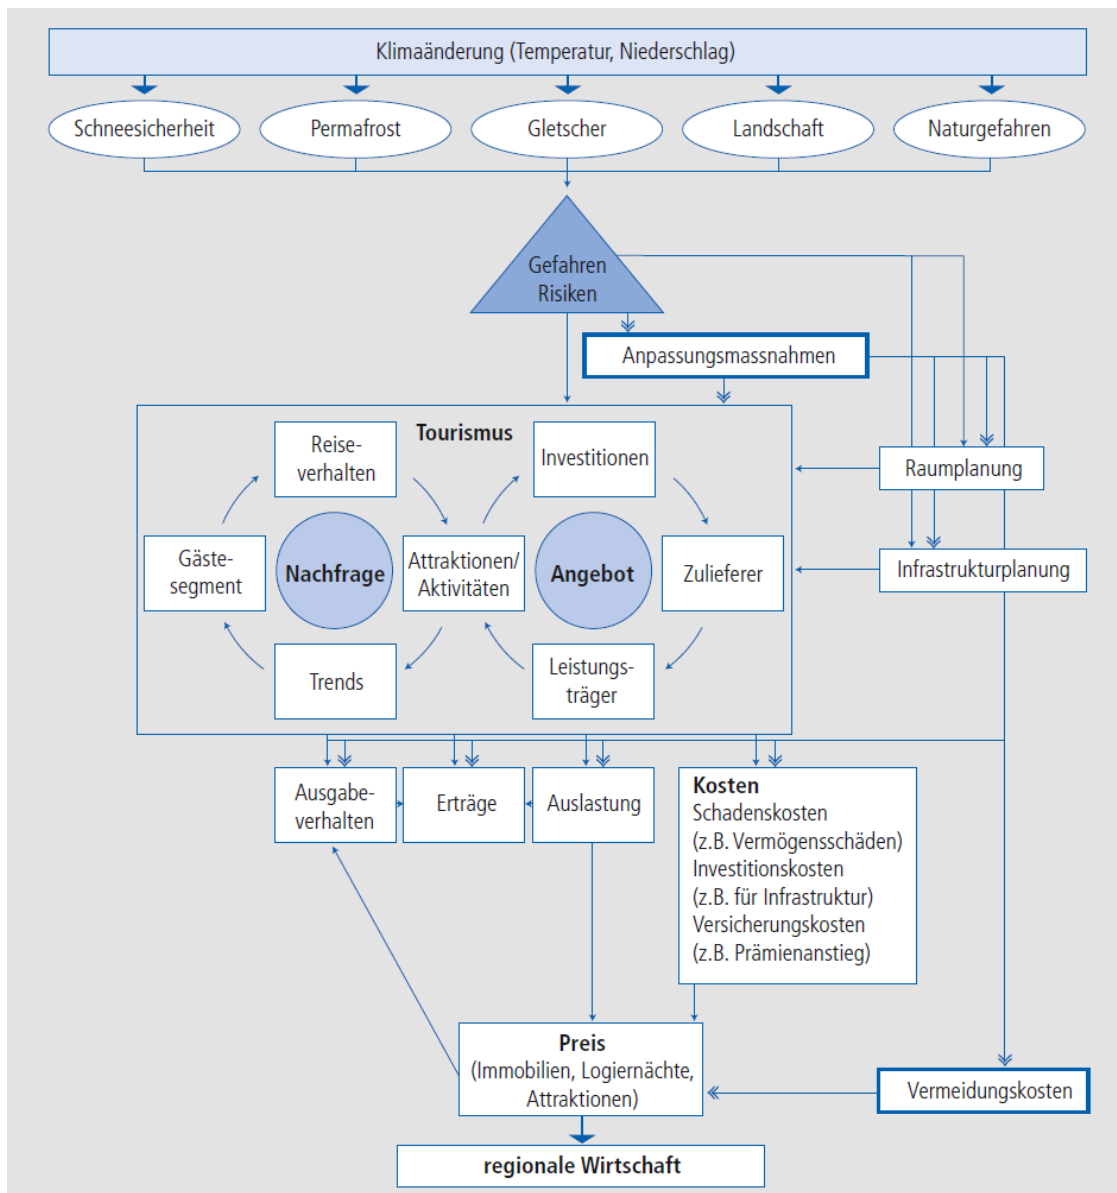 Klimaänderung (Temperatur, Niederschlag)
Schneesicherheit
Permafrost
Gletscher
Landschaft
Naturgefahren
Gefahren
Risiken
Anpassungsmassnahmen
Tourismus
Reise-
verhalten
Investitionen
Raumplanung
Gäste-
segment
Nachfrage
Attraktionen/
Aktivitäten
Angebot
Zulieferer
Infrastrukturplanung
Trends
Leistungs-
träger
Ausgabe-
verhalten
Erträge
Auslastung
Kosten
Schadenskosten
(z.B. Vermögensschäden)
Investitionskosten
(z.B. für Infrastruktur)
Versicherungskosten
(z.B. Prämienanstieg)
Preis
(Immobilien, Logiernächte,
Attraktionen)
Vermeidungskosten
regionale Wirtschaft